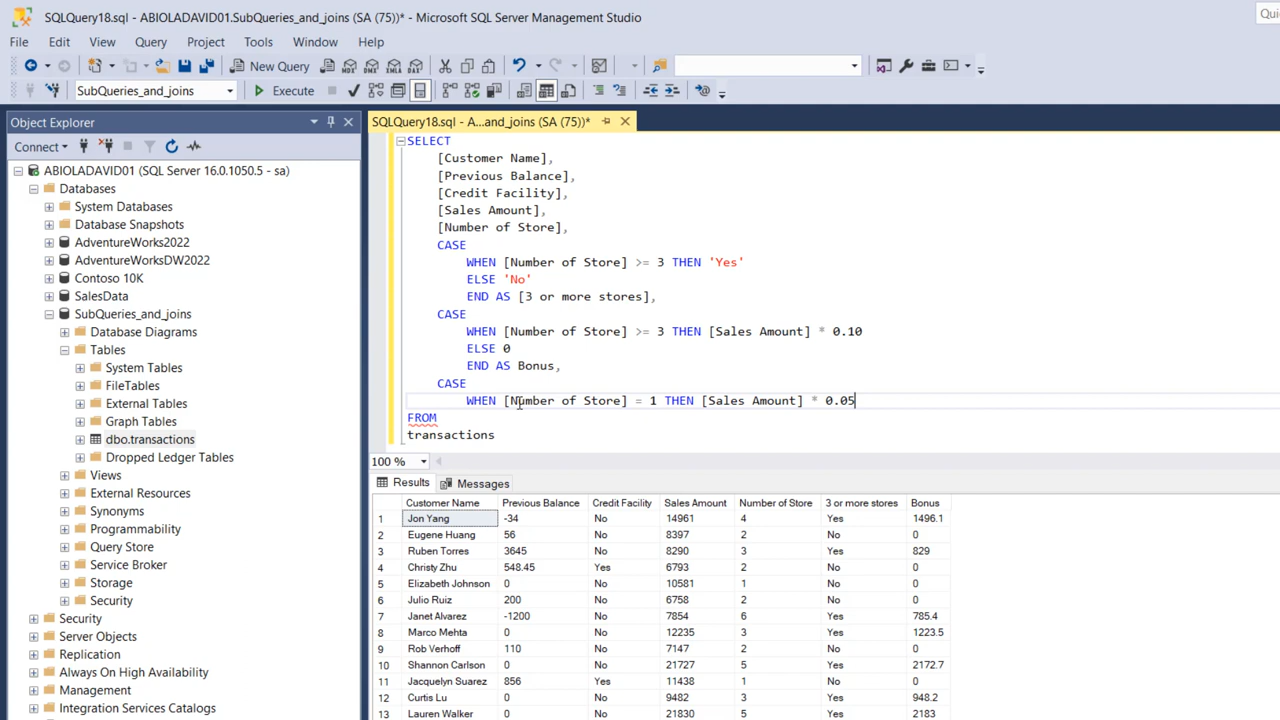 SQLQuery18.sql - ABIOLADAVID01.SubQueries_and_joins (SA (75))* - Microsoft SQL Server Management Studio
Qui
File Edit View Query Project Tools Window Help
New Query MDX DMX XMLA DAX
SubQueries_and_joins Execute
Object Explorer
SQLQuery18.sql - A...and_joins (SA (75))*
Connect
ABIOLADAVID01 (SQL Server 16.0.1050.5 - sa)
Databases
System Databases
Database Snapshots
AdventureWorks2022
AdventureWorksDW2022
Contoso 10K
SalesData
SubQueries_and_joins
Database Diagrams
Tables
System Tables
FileTables
External Tables
Graph Tables
dbo.transactions
Dropped Ledger Tables
Views
External Resources
Synonyms
Programmability
Query Store
Service Broker
Storage
Security
Security
Server Objects
Replication
Always On High Availability
Management
Integration Services Catalogs
SELECT
[Customer Name],
[Previous Balance],
[Credit Facility],
[Sales Amount],
[Number of Store],
CASE
WHEN [Number of Store] >= 3 THEN 'Yes'
ELSE 'No'
END AS [3 or more stores],
CASE
WHEN [Number of Store] >= 3 THEN [Sales Amount] * 0.10
ELSE 0
END AS Bonus,
CASE
WHEN [Number of Store] = 1 THEN [Sales Amount] * 0.05
FROM
transactions
100 %
Results Messages
Customer Name Previous Balance Credit Facility Sales Amount Number of Store 3 or more stores Bonus
1 Jon Yang -34 No 14961 4 Yes 1496.1
2 Eugene Huang 56 No 8397 2 No 0
3 Ruben Torres 3645 No 8290 3 Yes 829
4 Christy Zhu 548.45 Yes 6793 2 No 0
5 Elizabeth Johnson 0 No 10581 1 No 0
6 Julio Ruiz 200 No 6758 2 No 0
7 Janet Alvarez -1200 No 7854 6 Yes 785.4
8 Marco Mehta 0 No 12235 3 Yes 1223.5
9 Rob Verhoff 110 No 7147 2 No 0
10 Shannon Carlson 0 No 21727 5 Yes 2172.7
11 Jacquelyn Suarez 856 Yes 11438 1 No 0
12 Curtis Lu 0 No 9482 3 Yes 948.2
13 Lauren Walker 0 No 21830 5 Yes 2183